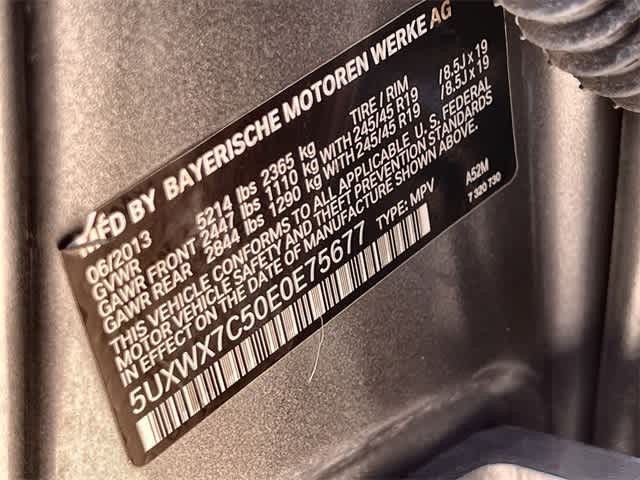 MFD BY BAYERISCHE MOTOREN WERKE AG
06/2013
TIRE / RIM
GVWR 5214 lbs 2365 kg
GAWR FRONT 2447 lbs 1110 kg WITH 245/45 R19 / 8.5J x 19
GAWR REAR 2844 lbs 1290 kg WITH 245/45 R19 / 8.5J x 19
THIS VEHICLE CONFORMS TO ALL APPLICABLE U. S. FEDERAL
MOTOR VEHICLE SAFETY AND THEFT PREVENTION STANDARDS
IN EFFECT ON THE DATE OF MANUFACTURE SHOWN ABOVE.
5UXWX7C50E0E75677 TYPE: MPV A52M
7 320 730